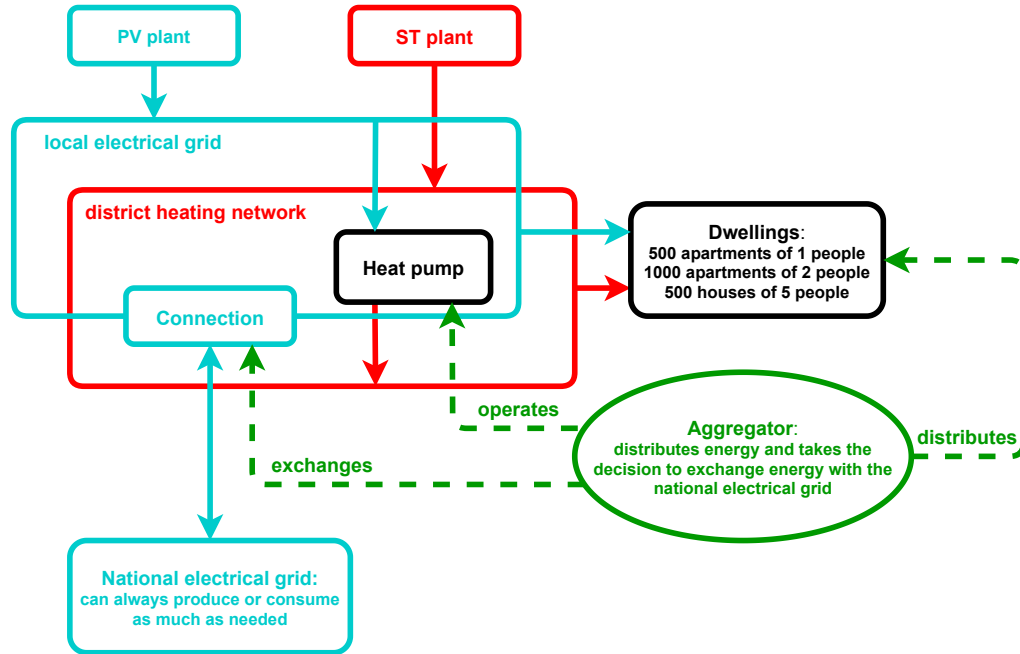 PV plant
ST plant
local electrical grid
district heating network
Heat pump
Connection
Dwellings:
500 apartments of 1 people
1000 apartments of 2 people
500 houses of 5 people
operates
exchanges
Aggregator:
distributes energy and takes the
decision to exchange energy with the
national electrical grid
distributes
National electrical grid:
can always produce or consume
as much as needed